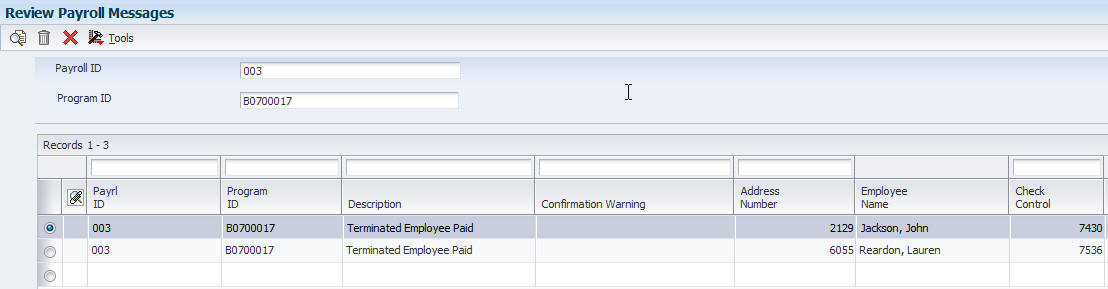 Review Payroll Messages
Tools
Payroll ID 003
Program ID B0700017
Records 1 - 3
Payrl ID Program ID Description Confirmation Warning Address Number Employee Name Check Control
003 B0700017 Terminated Employee Paid 2129 Jackson, John 7430
003 B0700017 Terminated Employee Paid 6055 Reardon, Lauren 7536